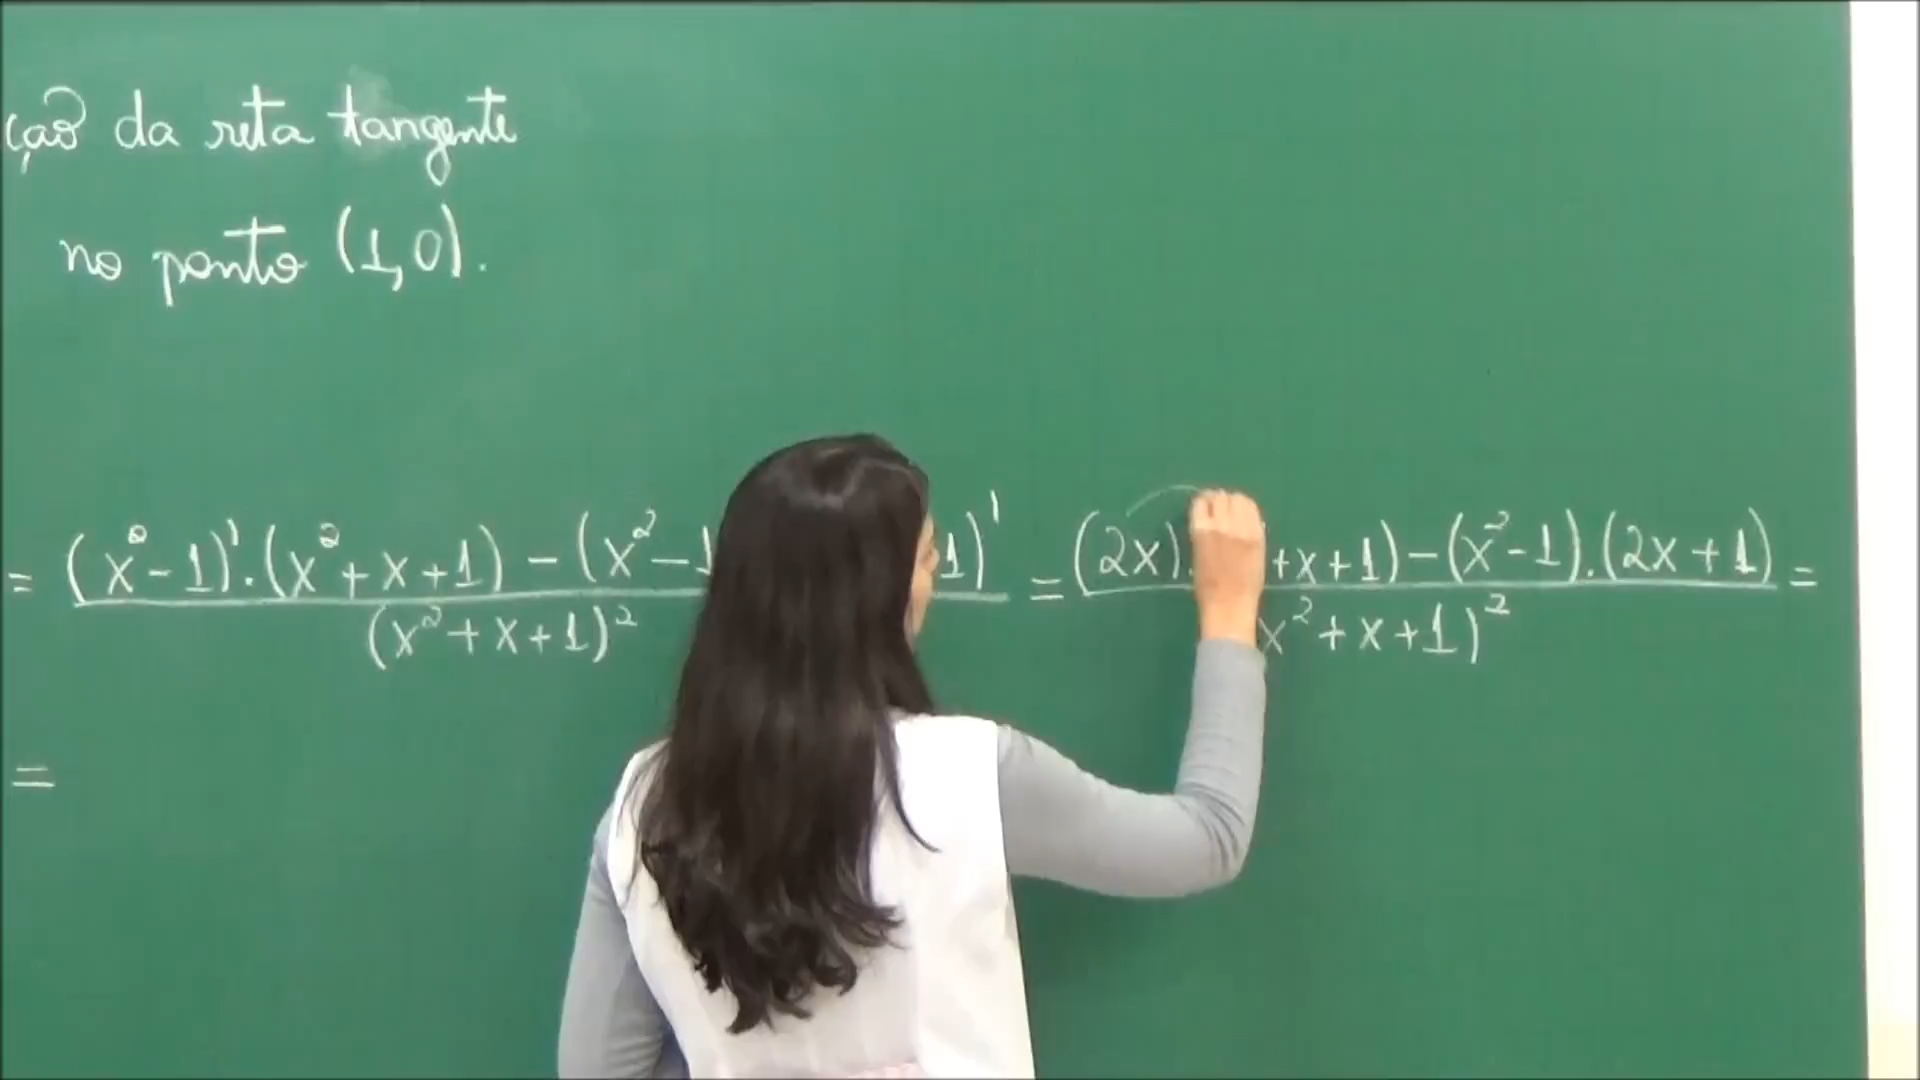 ção da reta tangente
no ponto (1,0).
= (x²-1)'.(x²+x+1) - (x²-1 1)' = (2x). +x+1)-(x²-1).(2x+1) =
(x²+x+1)² x²+x+1)²
=